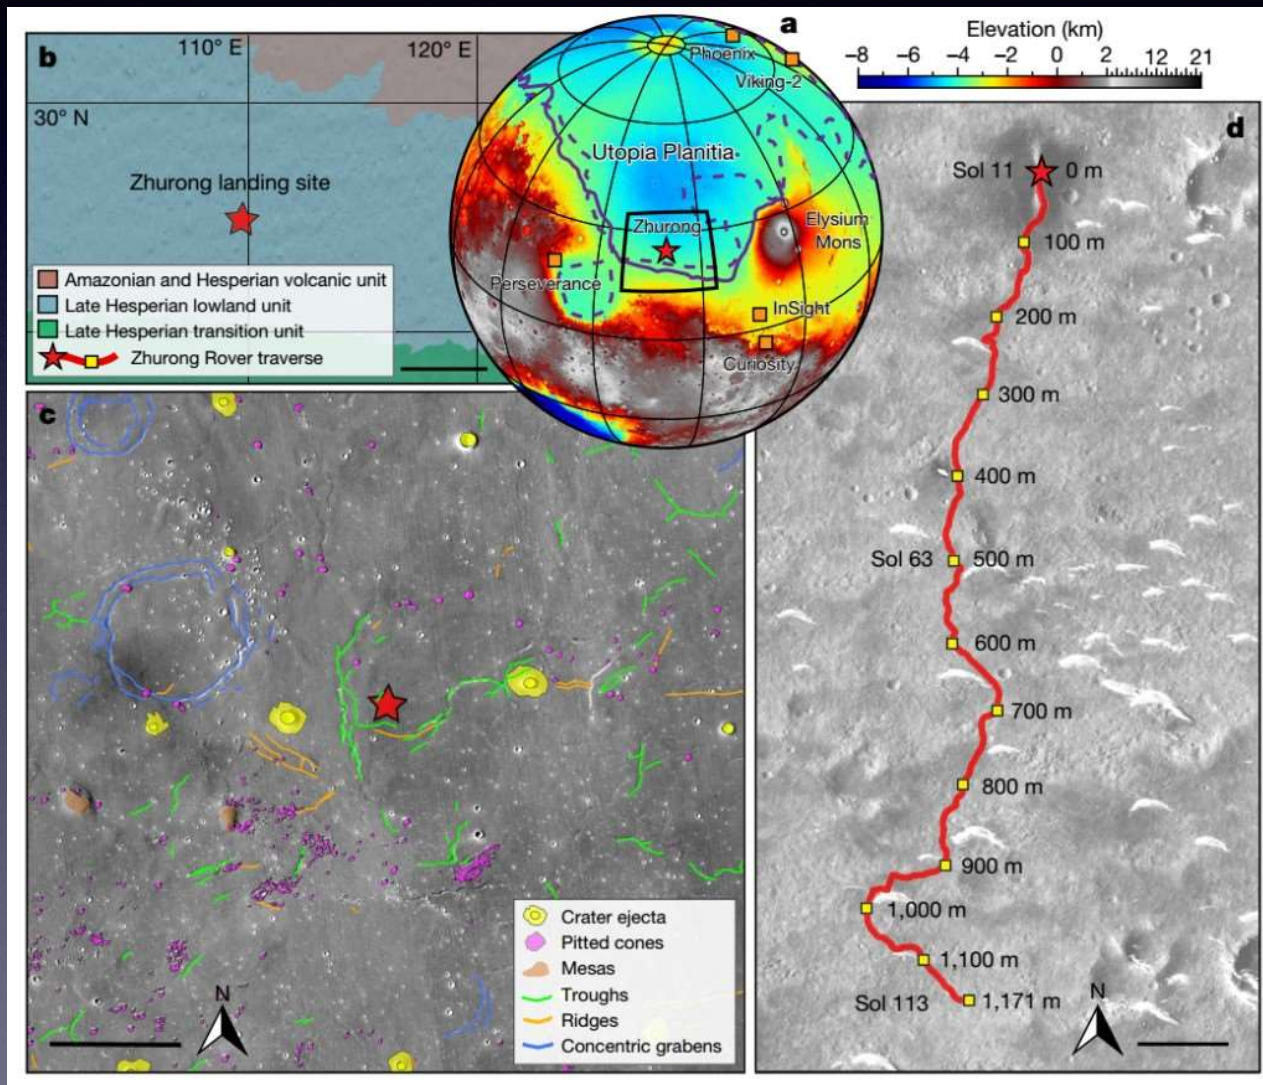 a
Elevation (km)
−8 −6 −4 −2 0 2 12 21
Phoenix
Viking-2
Utopia Planitia
Zhurong
Elysium
Mons
Perseverance
InSight
Curiosity
b
110° E
120° E
30° N
Zhurong landing site
Amazonian and Hesperian volcanic unit
Late Hesperian lowland unit
Late Hesperian transition unit
Zhurong Rover traverse
c
Crater ejecta
Pitted cones
Mesas
Troughs
Ridges
Concentric grabens
N
d
Sol 11
0 m
100 m
200 m
300 m
400 m
Sol 63
500 m
600 m
700 m
800 m
900 m
1,000 m
1,100 m
Sol 113
1,171 m
N